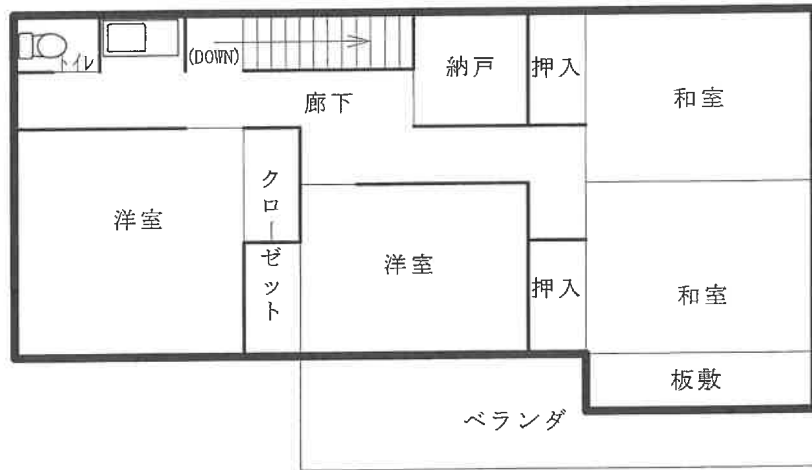 トイレ
(DOWN)
納戸
押入
和室
廊下
洋室
クローゼット
洋室
押入
和室
板敷
ベランダ